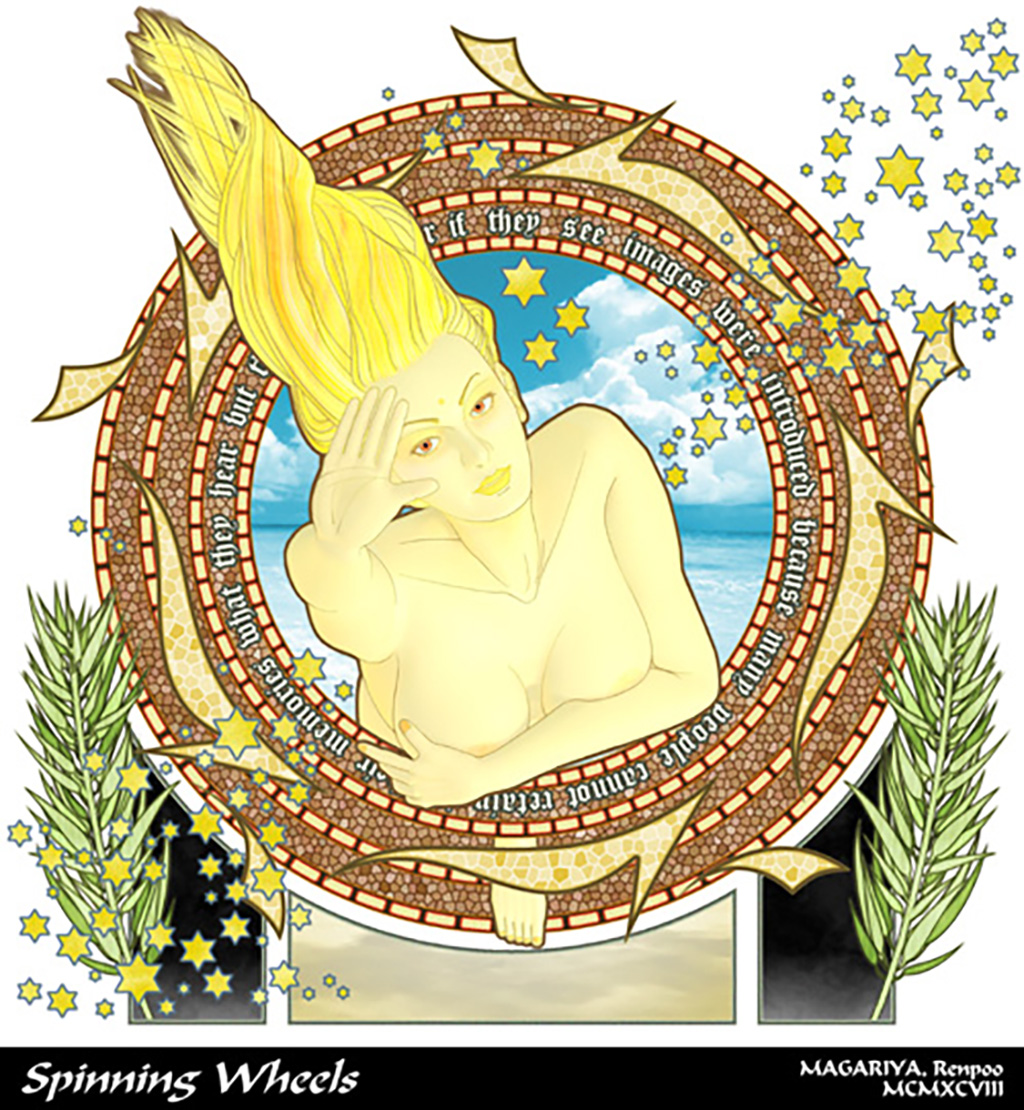 r if they see images were introduced because many people cannot retain
eir memories what they hear but r
Spinning Wheels
MAGARIYA, Renpoo
MCMXCVIII